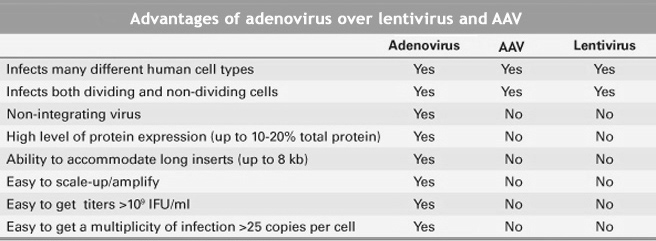 Advantages of adenovirus over lentivirus and AAV
Adenovirus AAV Lentivirus
Infects many different human cell types Yes Yes Yes
Infects both dividing and non-dividing cells Yes Yes Yes
Non-integrating virus Yes No No
High level of protein expression (up to 10-20% total protein) Yes No No
Ability to accommodate long inserts (up to 8 kb) Yes No No
Easy to scale-up/amplify Yes No No
Easy to get titers >10⁹ IFU/ml Yes No No
Easy to get a multiplicity of infection >25 copies per cell Yes No No